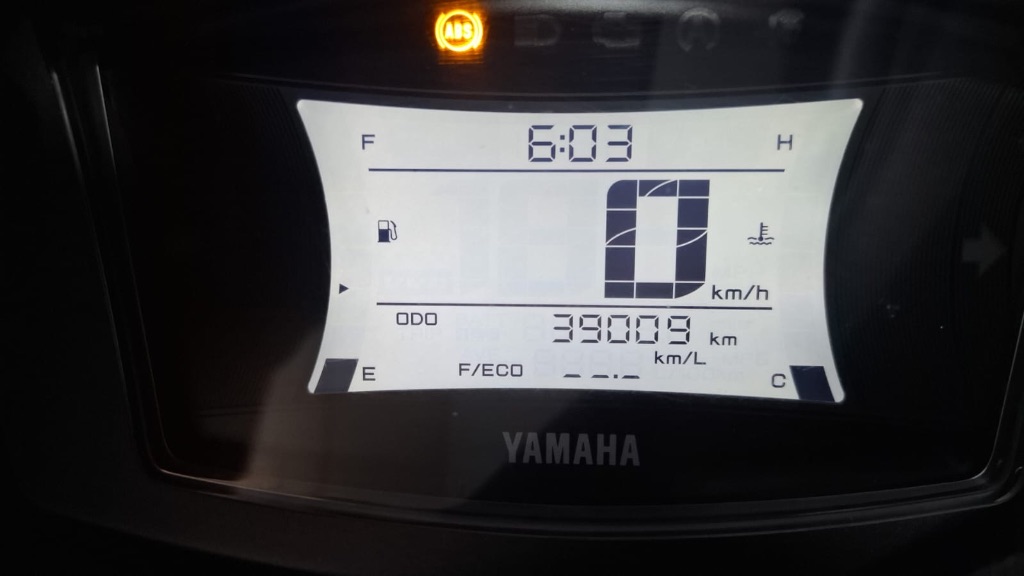 ABS
F 6:03 H
0 km/h
ODO 39009 km
km/L
E F/ECO --.- C
YAMAHA